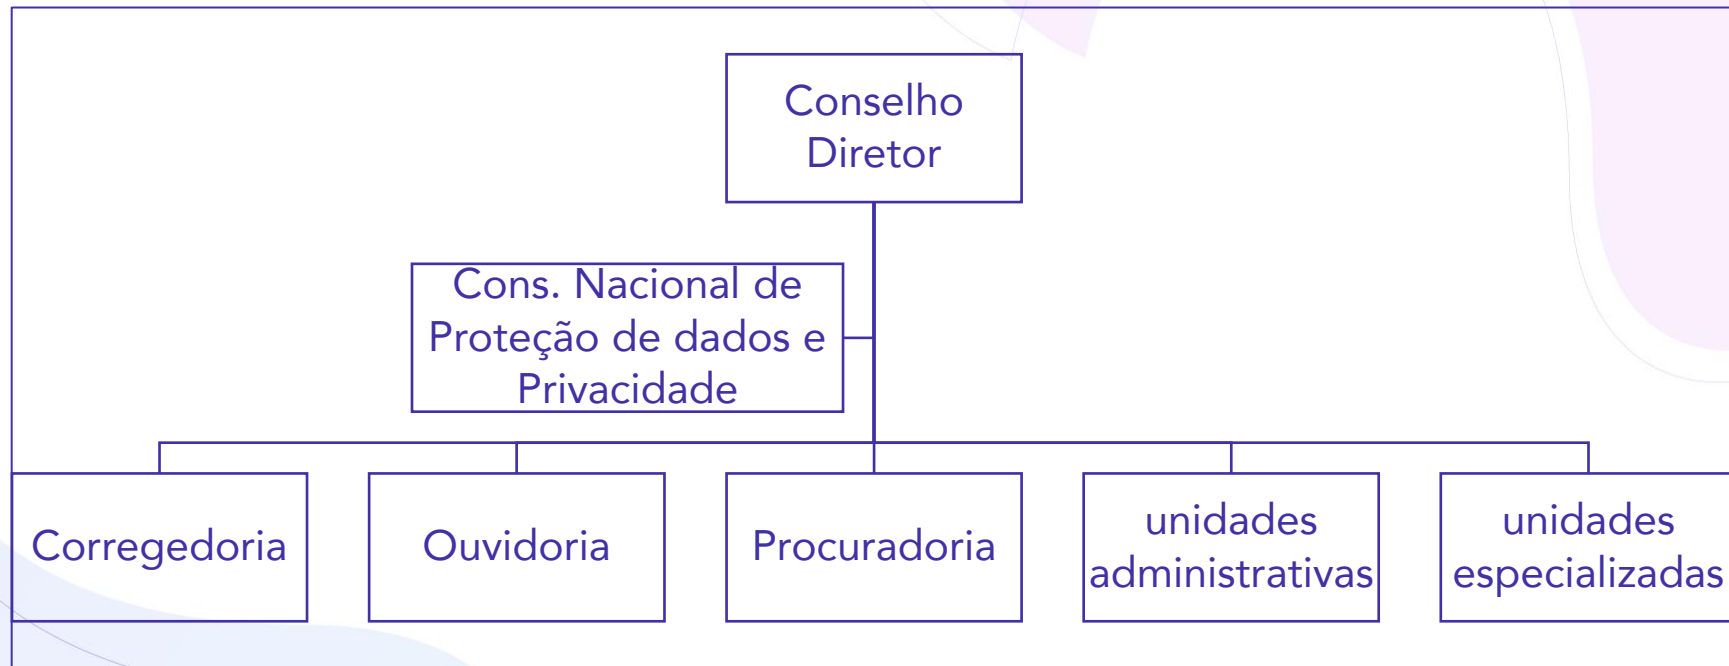 Conselho
Diretor
Cons. Nacional de
Proteção de dados e
Privacidade
Corregedoria
Ouvidoria
Procuradoria
unidades
administrativas
unidades
especializadas